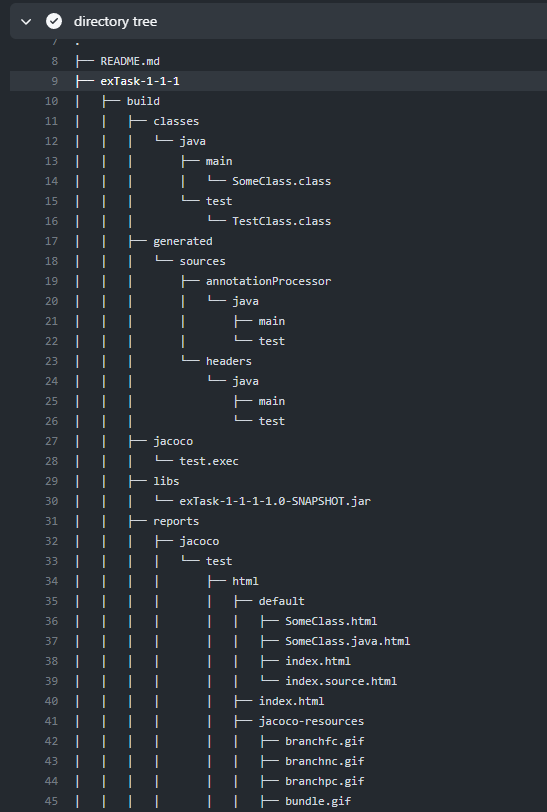 directory tree
7 .
8 ├── README.md
9 ├── exTask-1-1-1
10 │   ├── build
11 │   │   ├── classes
12 │   │   │   └── java
13 │   │   │       ├── main
14 │   │   │       │   └── SomeClass.class
15 │   │   │       └── test
16 │   │   │           └── TestClass.class
17 │   │   ├── generated
18 │   │   │   └── sources
19 │   │   │       ├── annotationProcessor
20 │   │   │       │   └── java
21 │   │   │       │       ├── main
22 │   │   │       │       └── test
23 │   │   │       └── headers
24 │   │   │           └── java
25 │   │   │               ├── main
26 │   │   │               └── test
27 │   │   ├── jacoco
28 │   │   │   └── test.exec
29 │   │   ├── libs
30 │   │   │   └── exTask-1-1-1-1.0-SNAPSHOT.jar
31 │   │   ├── reports
32 │   │   │   ├── jacoco
33 │   │   │   │   └── test
34 │   │   │   │       ├── html
35 │   │   │   │       │   ├── default
36 │   │   │   │       │   │   ├── SomeClass.html
37 │   │   │   │       │   │   ├── SomeClass.java.html
38 │   │   │   │       │   │   ├── index.html
39 │   │   │   │       │   │   └── index.source.html
40 │   │   │   │       │   ├── index.html
41 │   │   │   │       │   ├── jacoco-resources
42 │   │   │   │       │   │   ├── branchfc.gif
43 │   │   │   │       │   │   ├── branchnc.gif
44 │   │   │   │       │   │   ├── branchpc.gif
45 │   │   │   │       │   │   ├── bundle.gif